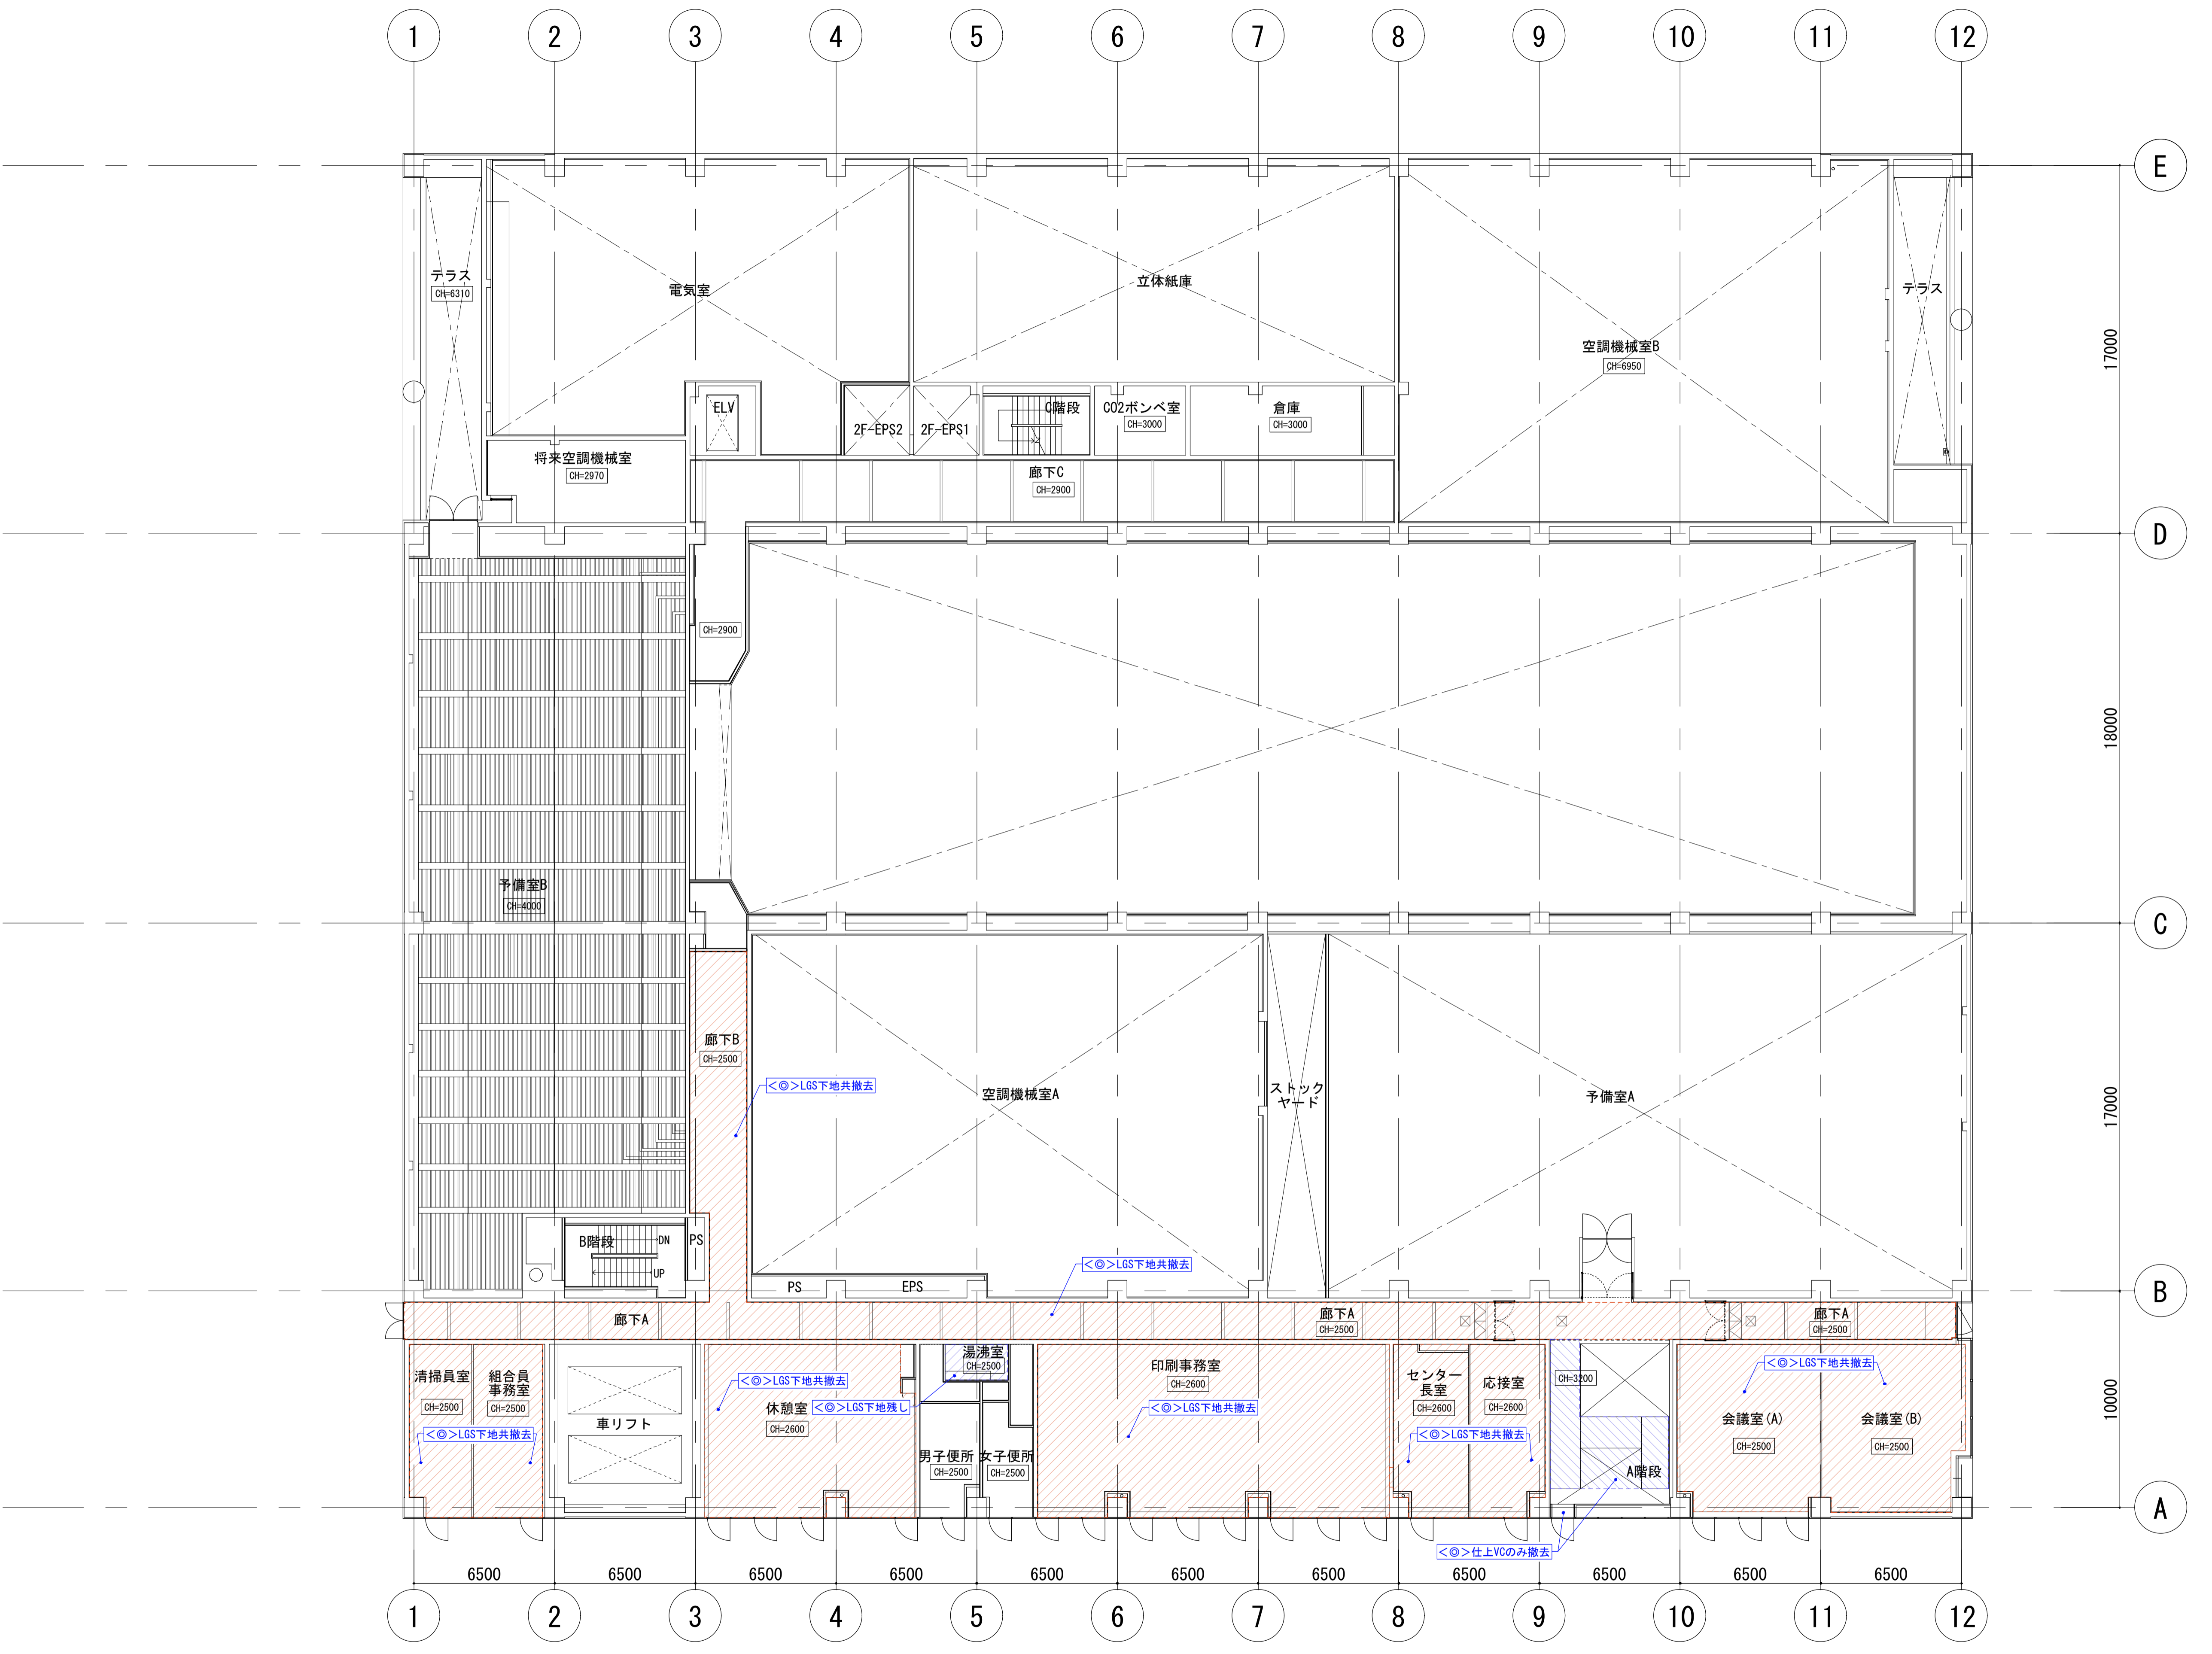 1
2
3
4
5
6
7
8
9
10
11
12
E
テラス
CH=6310
電気室
立体紙庫
テラス
空調機械室B
CH=6950
17000
ELV
2F-EPS2
2F-EPS1
C階段
CO2ボンベ室
CH=3000
倉庫
CH=3000
将来空調機械室
CH=2970
廊下C
CH=2900
D
CH=2900
18000
予備室B
CH=4000
C
廊下B
CH=2500
<◎>LGS下地共撤去
空調機械室A
ストック
ヤード
予備室A
17000
B階段
DN
UP
PS
PS
EPS
<◎>LGS下地共撤去
B
廊下A
廊下A
CH=2500
廊下A
CH=2500
清掃員室
CH=2500
組合員
事務室
CH=2500
<◎>LGS下地共撤去
車リフト
<◎>LGS下地共撤去
休憩室
CH=2600
湯沸室
CH=2500
<◎>LGS下地残し
男子便所
CH=2500
女子便所
CH=2500
印刷事務室
CH=2600
<◎>LGS下地共撤去
センター
長室
CH=2600
応接室
CH=2600
<◎>LGS下地共撤去
CH=3200
A階段
<◎>仕上VCのみ撤去
<◎>LGS下地共撤去
会議室(A)
CH=2500
会議室(B)
CH=2500
10000
A
6500
6500
6500
6500
6500
6500
6500
6500
6500
6500
6500
1
2
3
4
5
6
7
8
9
10
11
12